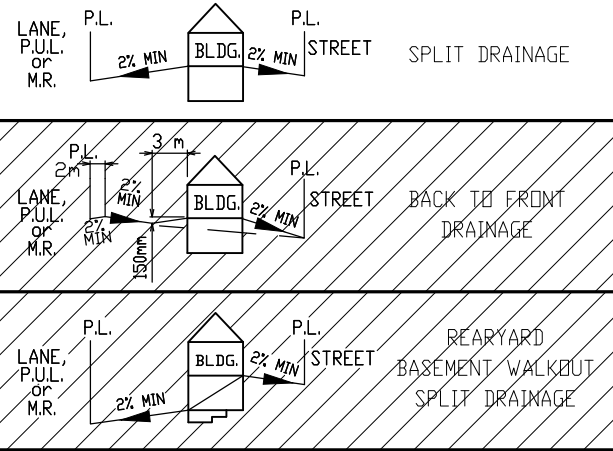 P.L.
P.L.
LANE,
P.U.L.
or
M.R.
2% MIN
BLDG.
2% MIN
STREET
SPLIT DRAINAGE
3 m
P.L.
2m
P.L.
LANE,
P.U.L.
or
M.R.
2%
MIN
2%
MIN
BLDG.
2% MIN
STREET
150mm
BACK TO FRONT
DRAINAGE
P.L.
P.L.
LANE,
P.U.L.
or
M.R.
2% MIN
BLDG.
2% MIN
STREET
REARYARD
BASEMENT WALKOUT
SPLIT DRAINAGE